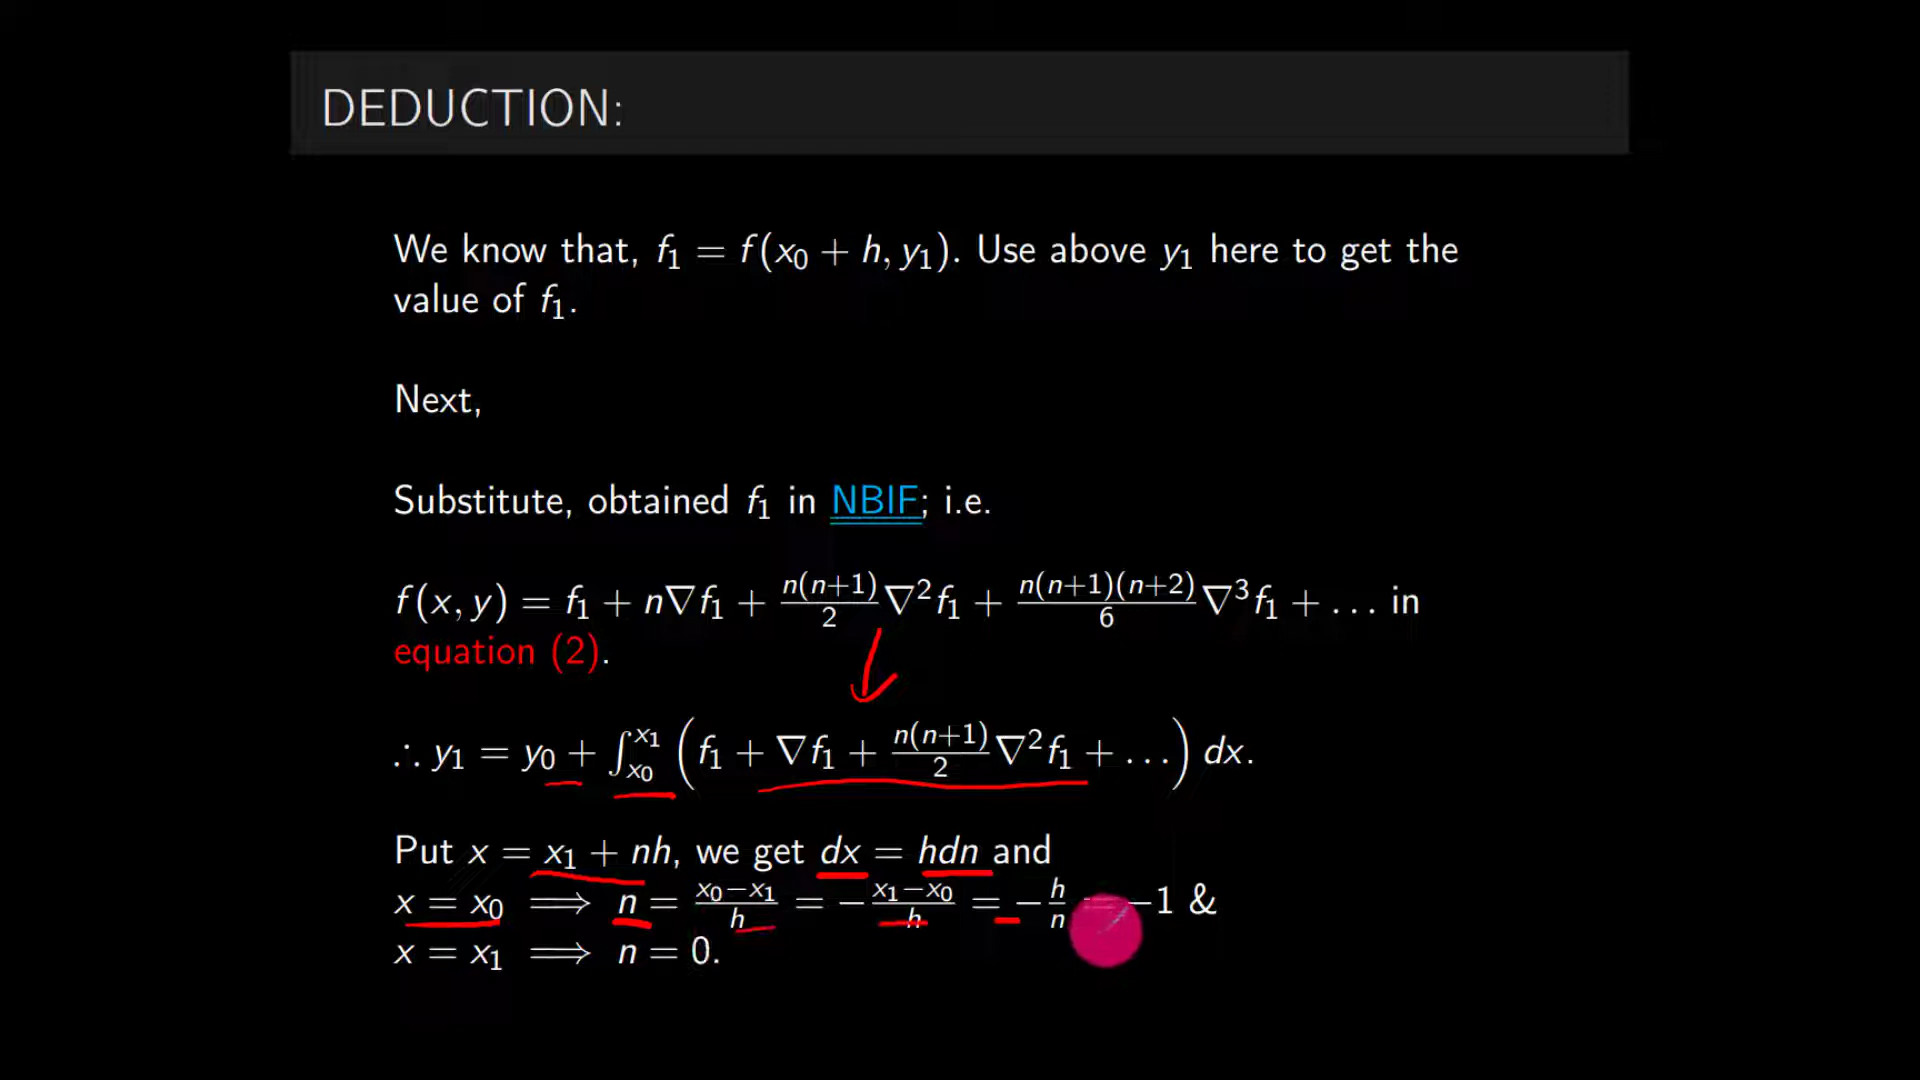 DEDUCTION:
We know that, f₁ = f(x₀ + h, y₁). Use above y₁ here to get the
value of f₁.
Next,
Substitute, obtained f₁ in NBIF; i.e.
f(x, y) = f₁ + n∇f₁ + n(n+1)/2 ∇²f₁ + n(n+1)(n+2)/6 ∇³f₁ + ... in
equation (2).
∴ y₁ = y₀ + ∫ₓ₀ˣ¹ (f₁ + ∇f₁ + n(n+1)/2 ∇²f₁ + ...) dx.
Put x = x₁ + nh, we get dx = hdn and
x = x₀ ⟹ n = x₀−x₁/h = −x₁−x₀/h = −h/n = −1 &
x = x₁ ⟹ n = 0.